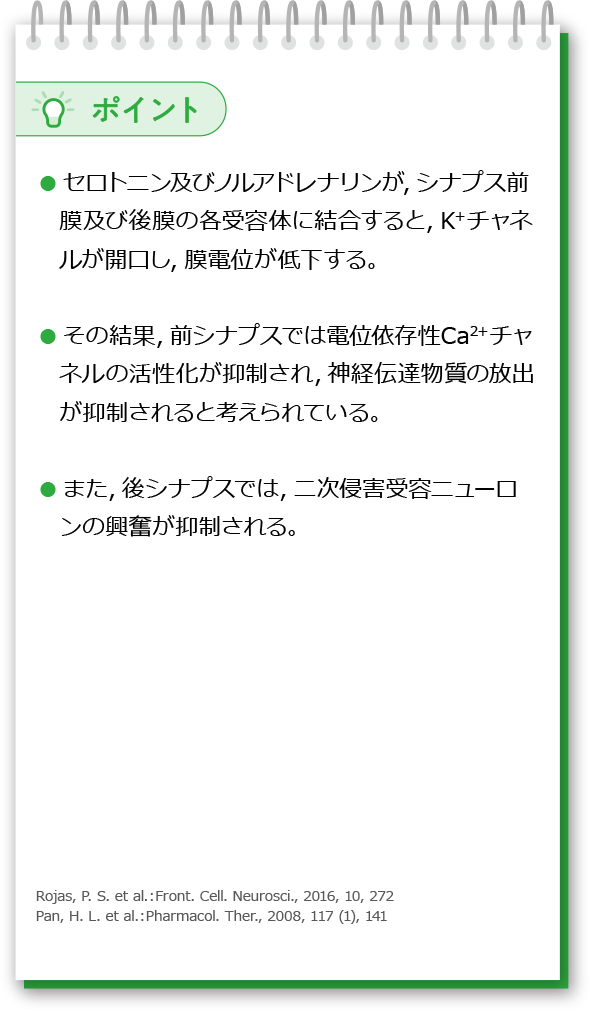 ポイント
● セロトニン及びノルアドレナリンが, シナプス前
膜及び後膜の各受容体に結合すると, K⁺チャネ
ルが開口し, 膜電位が低下する。
● その結果, 前シナプスでは電位依存性Ca²⁺チャ
ネルの活性化が抑制され, 神経伝達物質の放出
が抑制されると考えられている。
● また, 後シナプスでは, 二次侵害受容ニューロ
ンの興奮が抑制される。
Rojas, P. S. et al.:Front. Cell. Neurosci., 2016, 10, 272
Pan, H. L. et al.:Pharmacol. Ther., 2008, 117 (1), 141